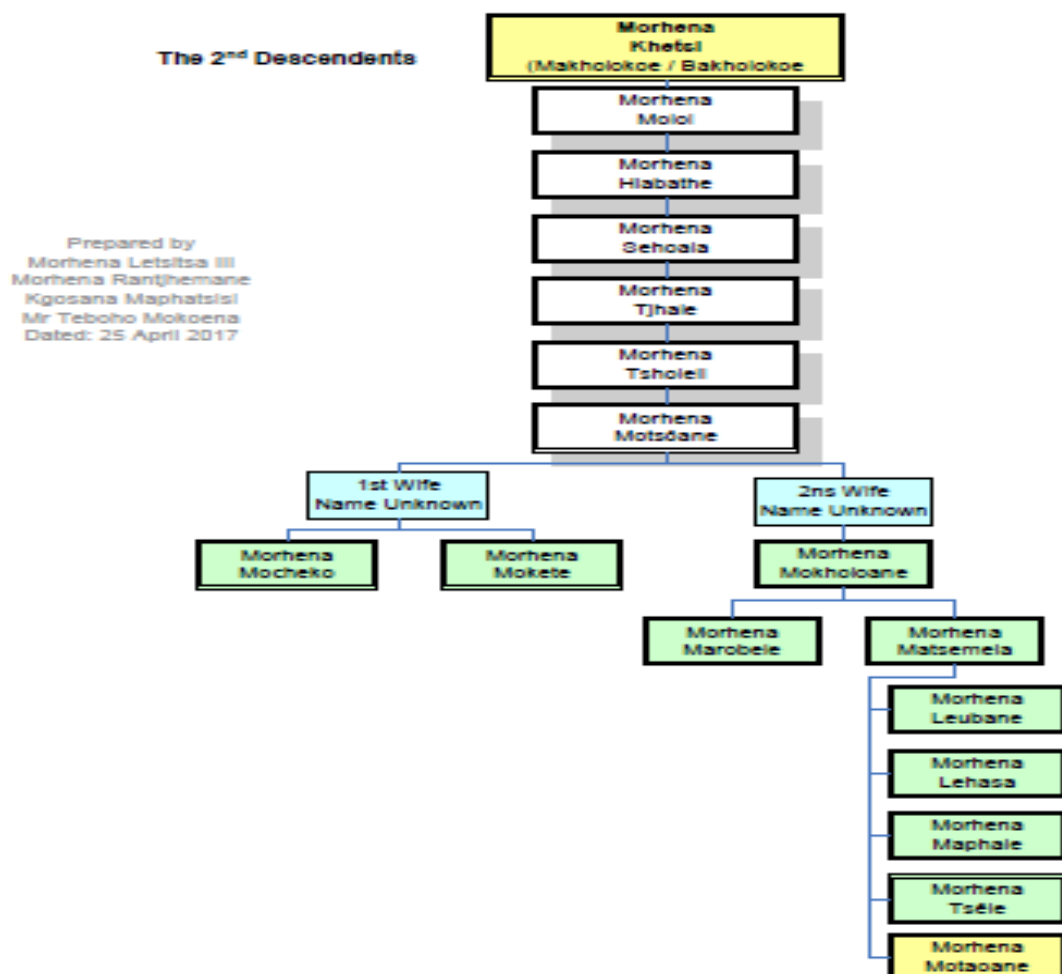 The 2nd Descendents
Morhena
Khetsi
(Makholokoe / Bakholokoe
Morhena
Moloi
Morhena
Hlabathe
Morhena
Sehoala
Morhena
Tjhale
Morhena
Tsholeli
Morhena
Motsôane
Prepared by
Morhena Letsitsa III
Morhena Rantjhemane
Kgosana Maphatsisi
Mr Teboho Mokoena
Dated: 25 April 2017
1st Wife
Name Unknown
2ns Wife
Name Unknown
Morhena
Mocheko
Morhena
Mokete
Morhena
Mokholoane
Morhena
Marobele
Morhena
Matsemela
Morhena
Leubane
Morhena
Lehasa
Morhena
Maphale
Morhena
Tsêle
Morhena
Motaoane